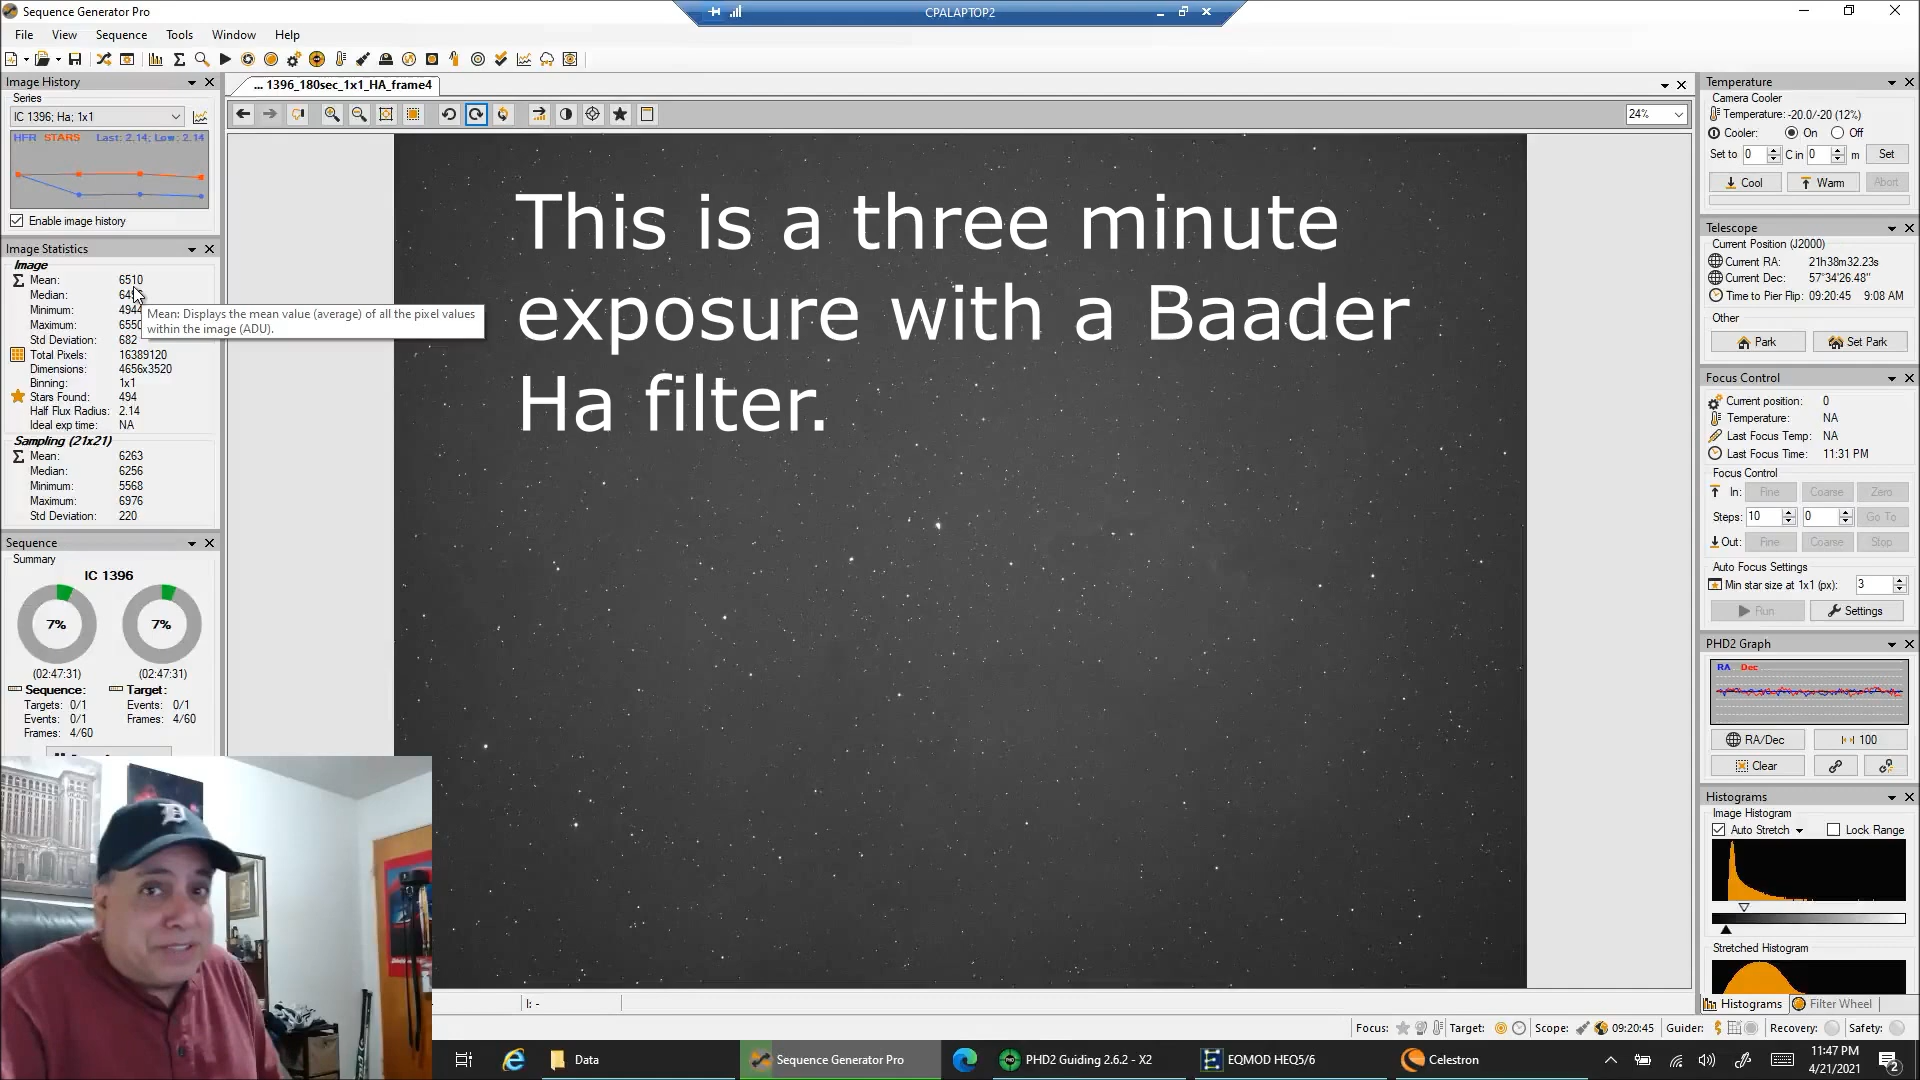 Sequence Generator Pro
CPALAPTOP2
File View Sequence Tools Window Help
Image History
Series
IC 1396; Ha; 1x1
HFR STARS Last: 2.14; Low: 2.14
Enable image history
Image Statistics
Image
Mean: 6510
Median:
Minimum: 4944
Maximum: 6550
Std Deviation: 682
Total Pixels: 16389120
Dimensions: 4656x3520
Binning: 1x1
Stars Found: 494
Half Flux Radius: 2.14
Ideal exp time: NA
Sampling (21x21)
Mean: 6263
Median: 6256
Minimum: 5568
Maximum: 6976
Std Deviation: 220
Sequence
Summary
IC 1396
7% 7%
(02:47:31) (02:47:31)
Sequence: Target:
Targets: 0/1 Events: 0/1
Events: 0/1 Frames: 4/60
Frames: 4/60
... 1396_180sec_1x1_HA_frame4
24%
Mean: Displays the mean value (average) of all the pixel values
within the image (ADU).
This is a three minute
exposure with a Baader
Ha filter.
I: -
Temperature
Camera Cooler
Temperature: -20.0/-20 (12%)
Cooler: On Off
Set to 0 C in 0 m Set
Cool Warm Abort
Telescope
Current Position (J2000)
Current RA: 21h38m32.23s
Current Dec: 57°34'26.48"
Time to Pier Flip: 09:20:45 9:08 AM
Other
Park Set Park
Focus Control
Current position: 0
Temperature: NA
Last Focus Temp: NA
Last Focus Time: 11:31 PM
Focus Control
In: Fine Coarse Zero
Steps: 10 0 Go To
Out: Fine Coarse Stop
Auto Focus Settings
Min star size at 1x1 (px): 3
Run Settings
PHD2 Graph
RA Dec
RA/Dec 100
Clear
Histograms
Image Histogram
Auto Stretch Lock Range
Stretched Histogram
Histograms Filter Wheel
Focus: Target: Scope: 09:20:45 Guider: Recovery: Safety:
Data
Sequence Generator Pro
PHD2 Guiding 2.6.2 - X2
EQMOD HEQ5/6
Celestron
11:47 PM
4/21/2021
2